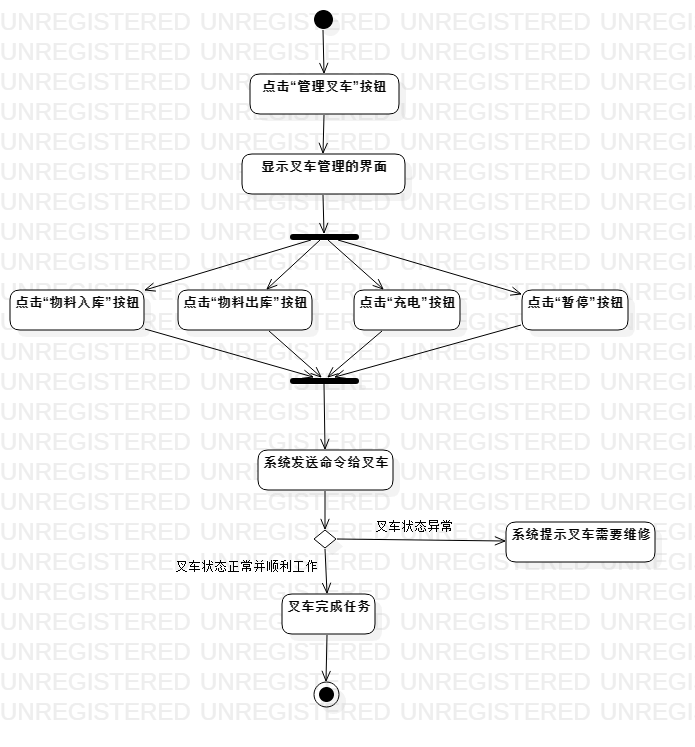 点击“管理叉车”按钮
显示叉车管理的界面
点击“物料入库”按钮
点击“物料出库”按钮
点击“充电”按钮
点击“暂停”按钮
系统发送命令给叉车
叉车状态异常
系统提示叉车需要维修
叉车状态正常并顺利工作
叉车完成任务
UNREGISTERED UNREGISTERED UNREGISTERED UNREGI